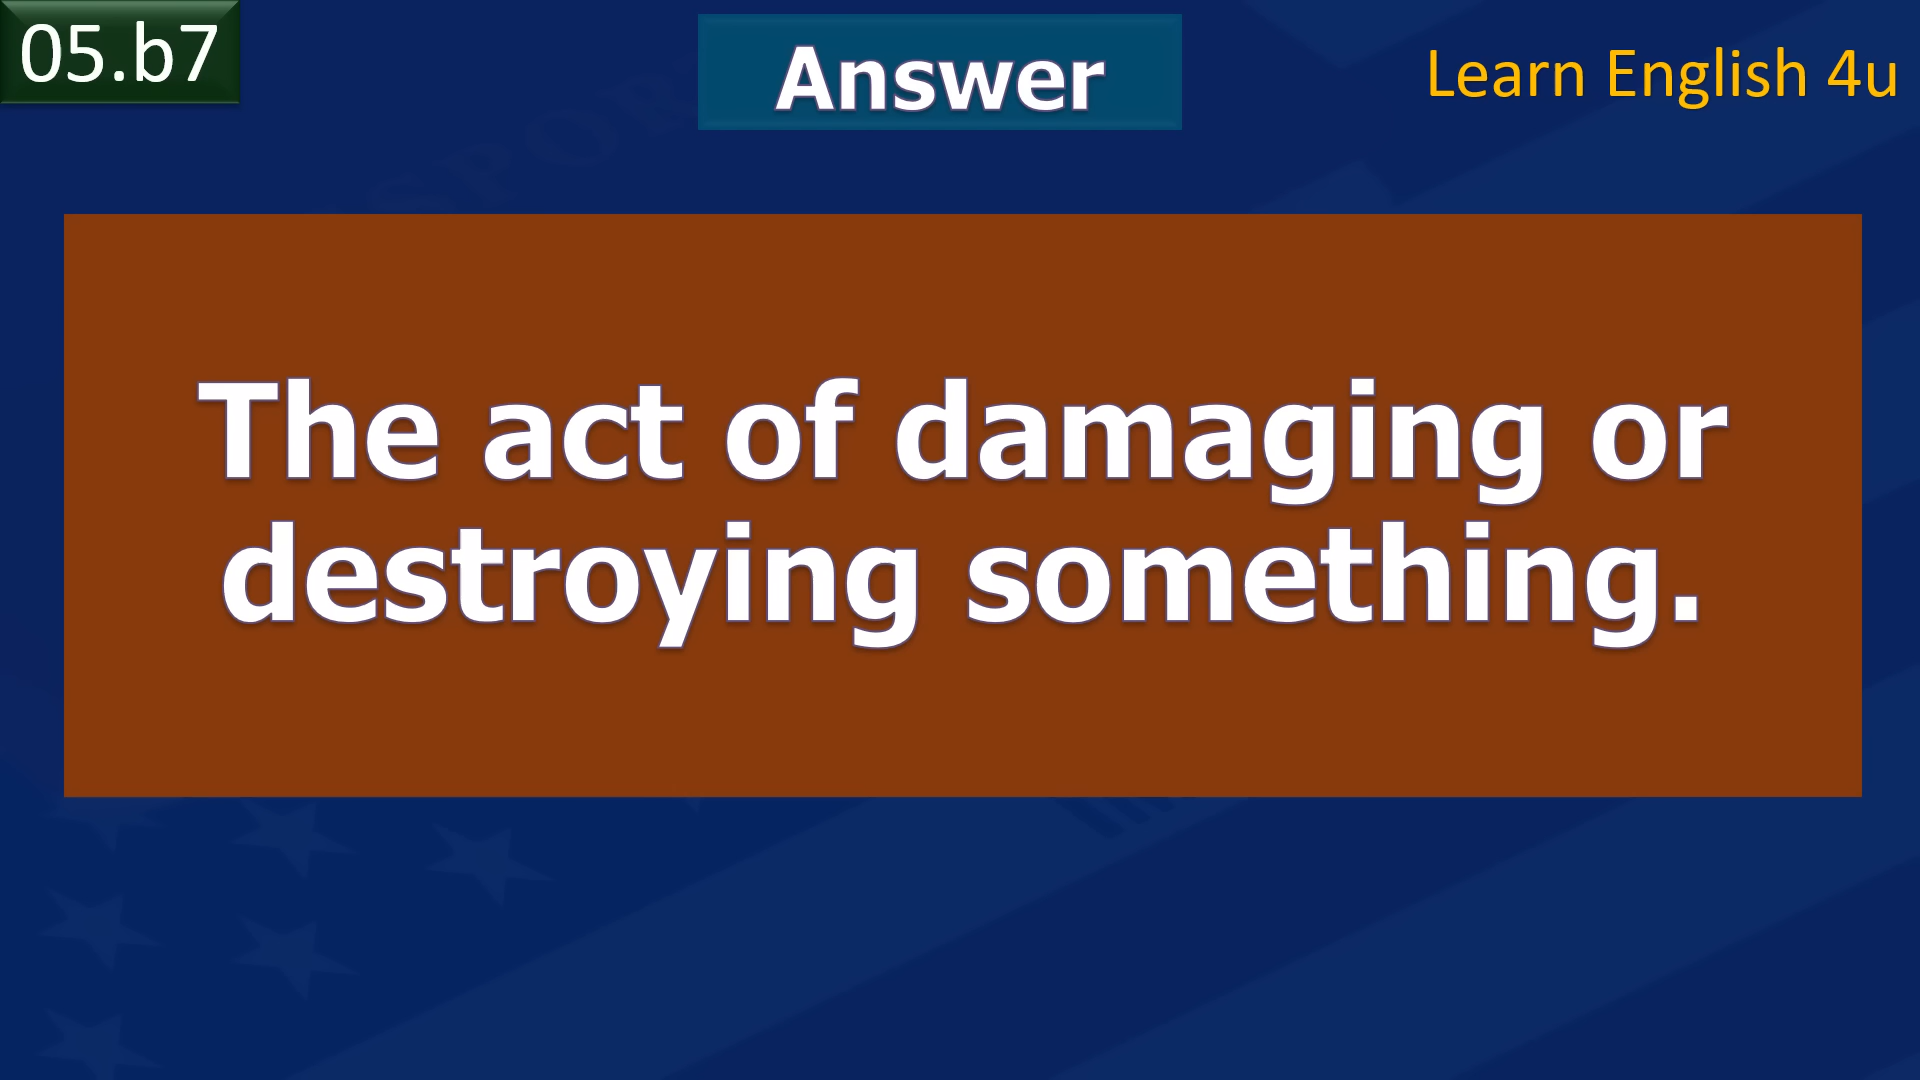 05.b7
Answer
Learn English 4u
The act of damaging or
destroying something.